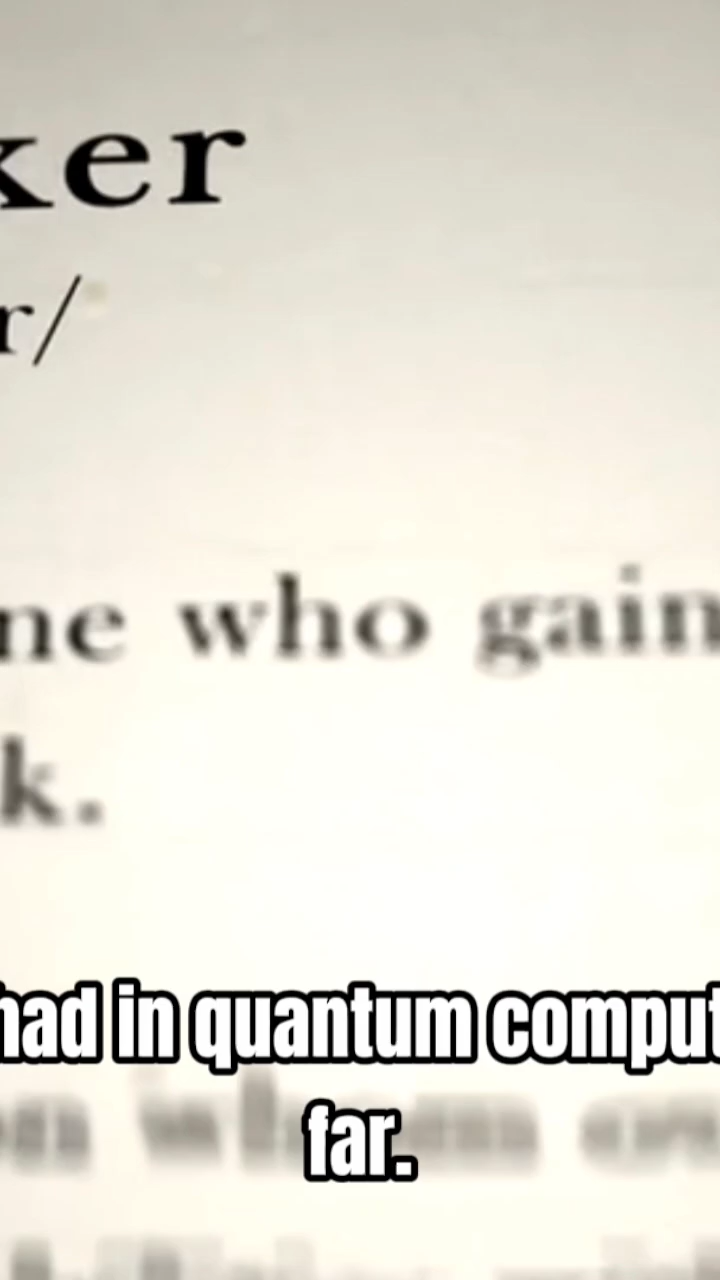 ker
r/
ne who gain
k.
had in quantum comput
far.